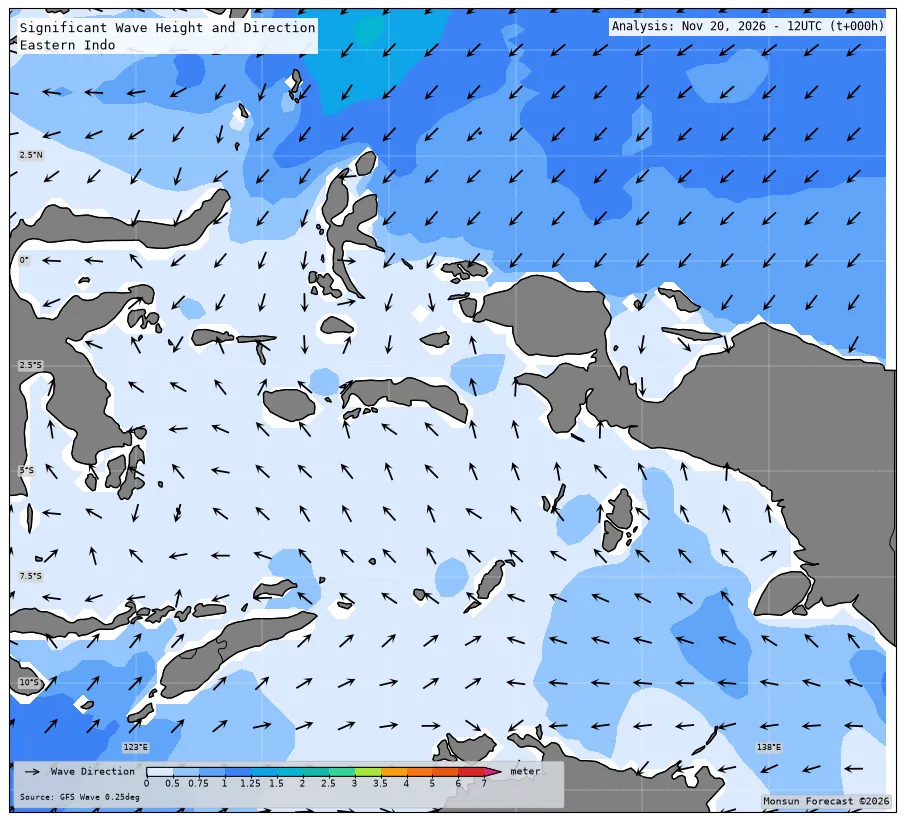 Significant Wave Height and Direction
Eastern Indo
Analysis: Nov 20, 2026 - 12UTC (t+000h)
2.5°N
0°
2.5°S
5°S
7.5°S
10°S
123°E
138°E
Wave Direction
meter
0 0.5 0.75 1 1.25 1.5 2 2.5 3 3.5 4 5 6 7
Source: GFS Wave 0.25deg
Monsun Forecast ©2026